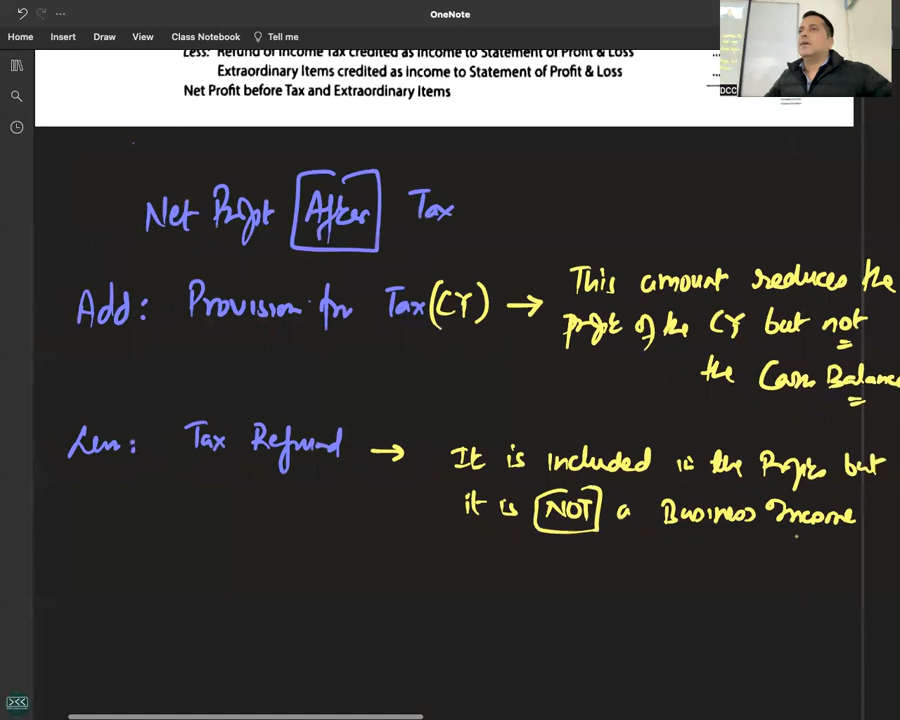 OneNote
Home Insert Draw View Class Notebook Tell me
Less: Refund of Income Tax credited as Income to Statement of Profit & Loss
Extraordinary Items credited as income to Statement of Profit & Loss
Net Profit before Tax and Extraordinary Items
DCC
Net Profit After Tax
Add: Provision for Tax (CY) → This amount reduces the
profit of the CY but not
the Cash Balance
Less: Tax Refund → It is included in the Profits but
it is NOT a Business Income